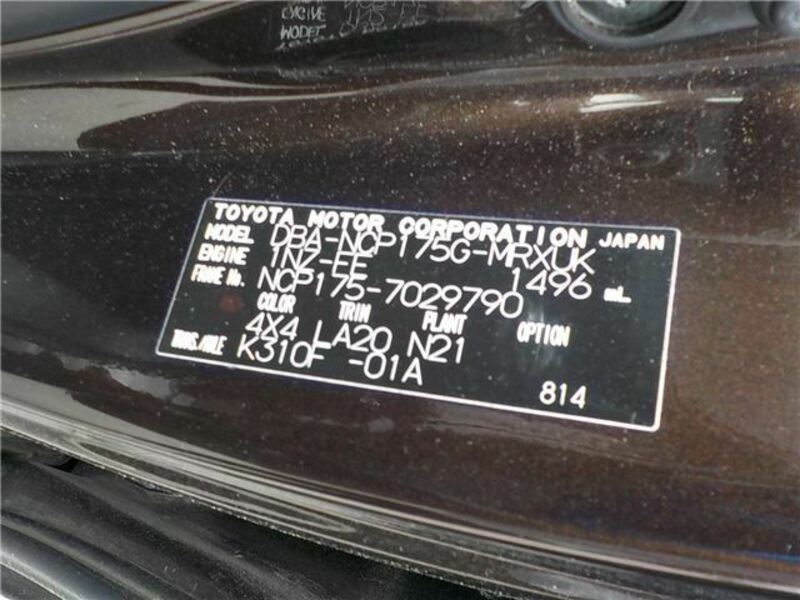 TOYOTA MOTOR CORPORATION JAPAN
MODEL DBA-NCP175G-MRXUK
ENGINE 1NZ-FE 1496 mL
FRAME No. NCP175-7029790
COLOR TRIM PLANT OPTION
4X4 LA20 N21
TRANS.AXLE K310F -01A
814